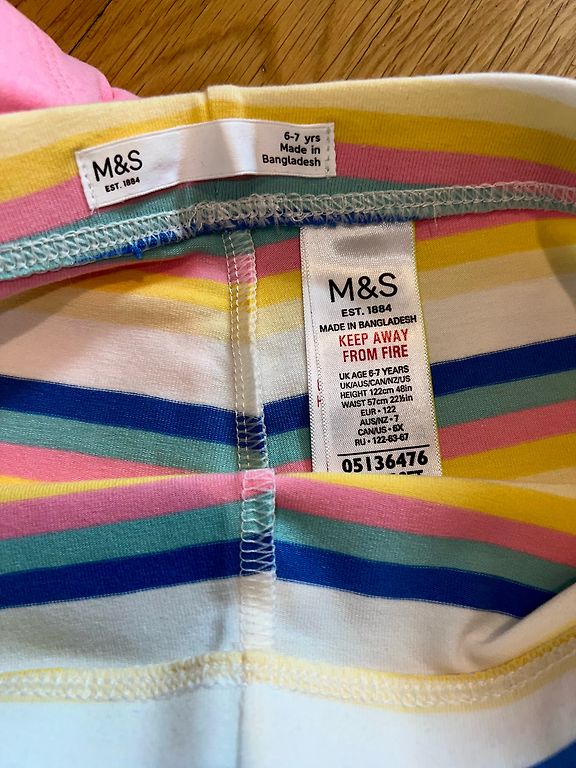 M&S
EST. 1884
6-7 yrs
Made in
Bangladesh
M&S
EST. 1884
MADE IN BANGLADESH
KEEP AWAY
FROM FIRE
UK AGE 6-7 YEARS
UK/AUS/CAN/NZ/US
HEIGHT 122cm 48in
WAIST 57cm 22½in
EUR • 122
AUS/NZ • 7
CAN/US • 6X
RU • 122-63-67
05136476